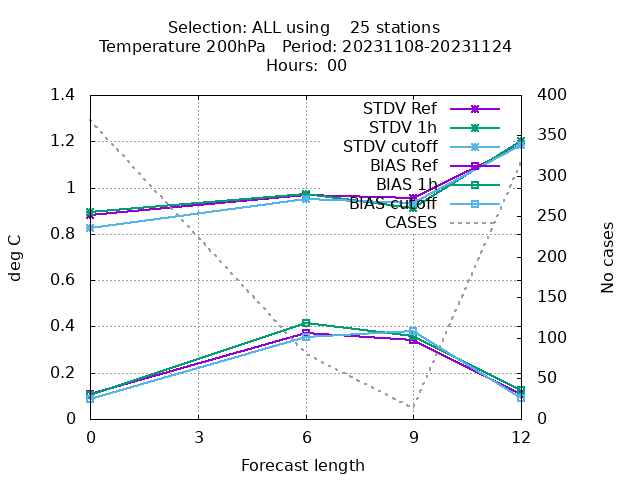 Selection: ALL using    25 stations
Temperature 200hPa   Period: 20231108-20231124
Hours: 00
1.4
1.2
1
0.8
0.6
0.4
0.2
0
deg C
STDV Ref
STDV 1h
STDV cutoff
BIAS Ref
BIAS 1h
BIAS cutoff
CASES
400
350
300
250
200
150
100
50
0
No cases
0 3 6 9 12
Forecast length